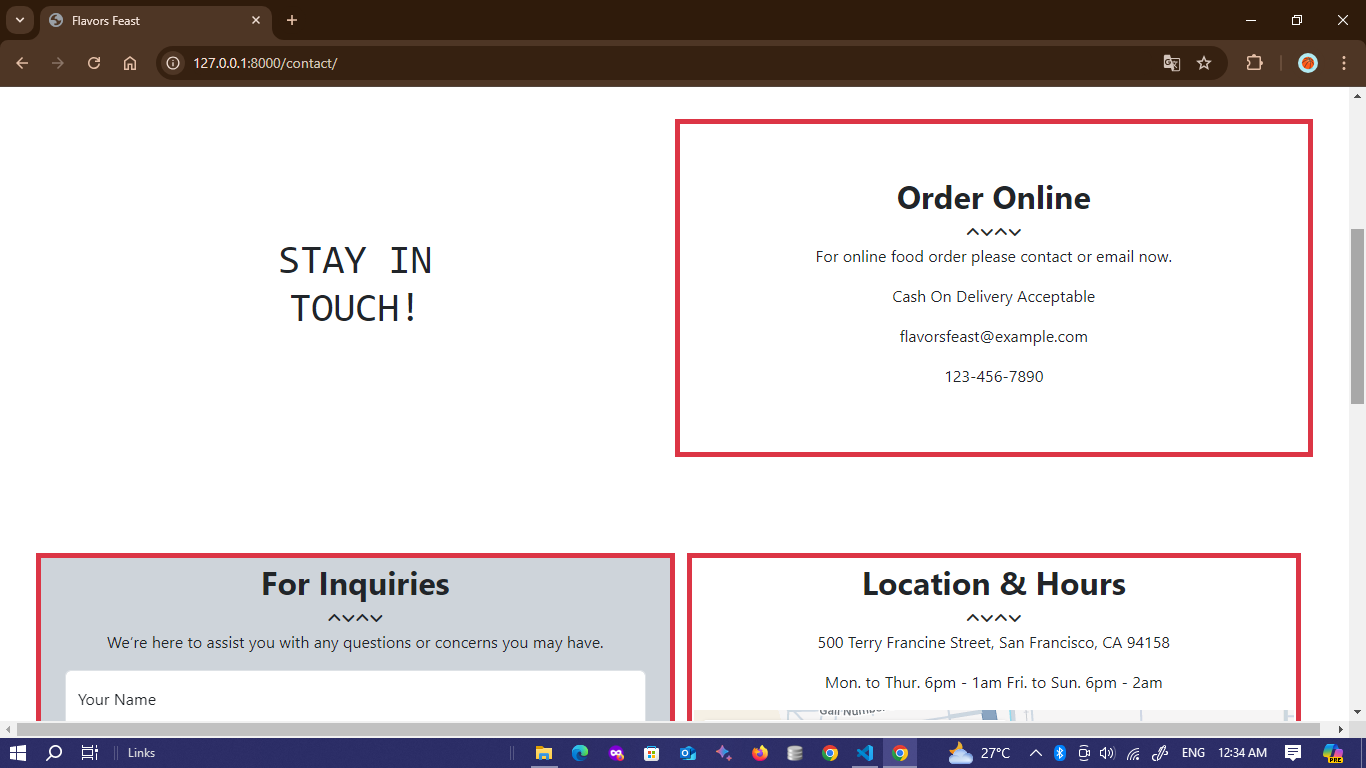 Flavors Feast
127.0.0.1:8000/contact/
STAY IN
TOUCH!
Order Online
For online food order please contact or email now.
Cash On Delivery Acceptable
flavorsfeast@example.com
123-456-7890
For Inquiries
We're here to assist you with any questions or concerns you may have.
Your Name
Location & Hours
500 Terry Francine Street, San Francisco, CA 94158
Mon. to Thur. 6pm - 1am Fri. to Sun. 6pm - 2am
Gali Number
Links
27°C
ENG
12:34 AM
PRE